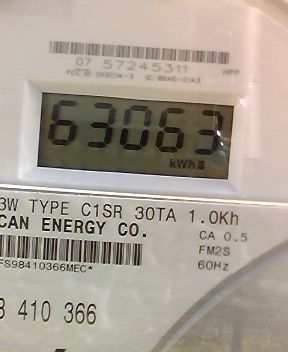 07 57245311
63063
kWh
3W TYPE C1SR 30TA 1.0Kh
CAN ENERGY CO.
CA 0.5
FM2S
FS98410366MEC*
60Hz
410 366